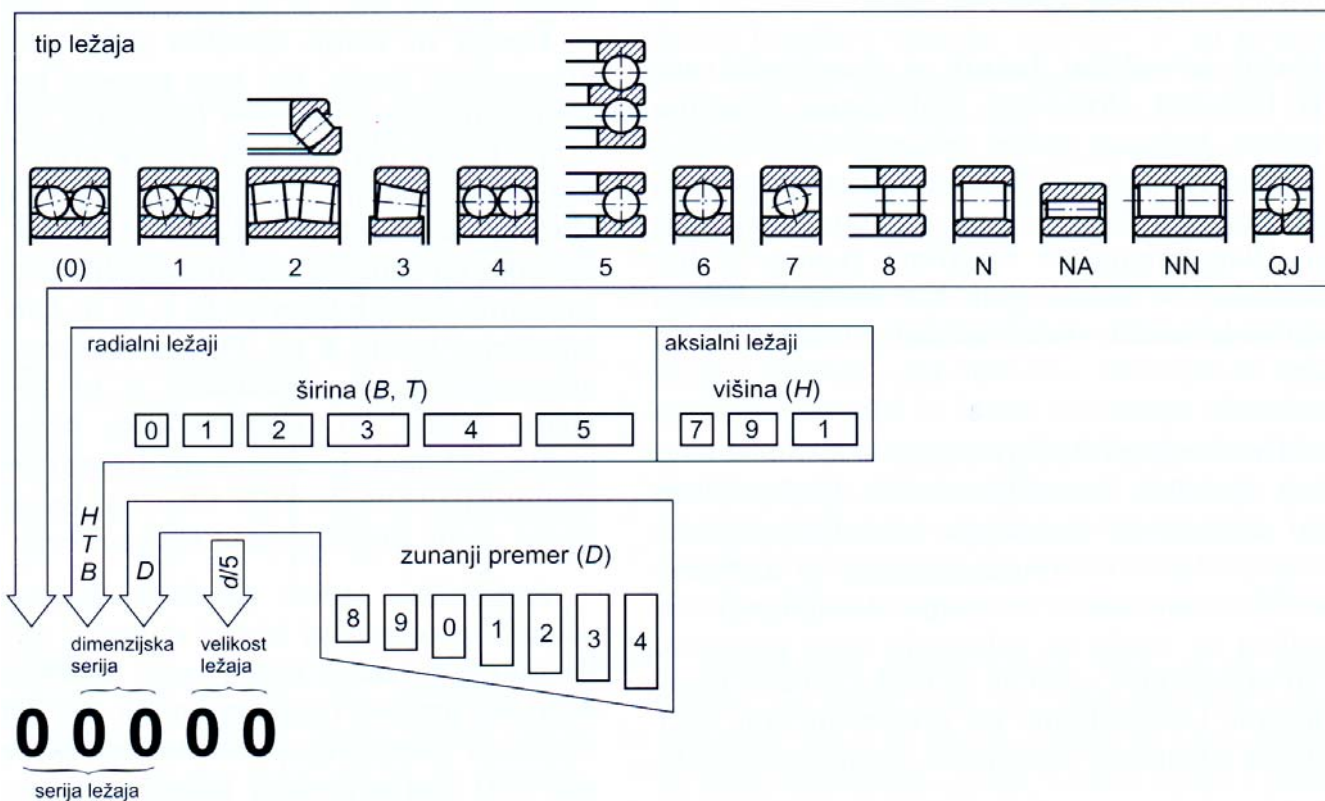 tip ležaja
(0) 1 2 3 4 5 6 7 8 N NA NN QJ
radialni ležaji
aksialni ležaji
širina (B, T)
višina (H)
0 1 2 3 4 5
7 9 1
H
T
B
D
d/5
zunanji premer (D)
8 9 0 1 2 3 4
dimenzijska
serija
velikost
ležaja
0 0 0 0 0
serija ležaja